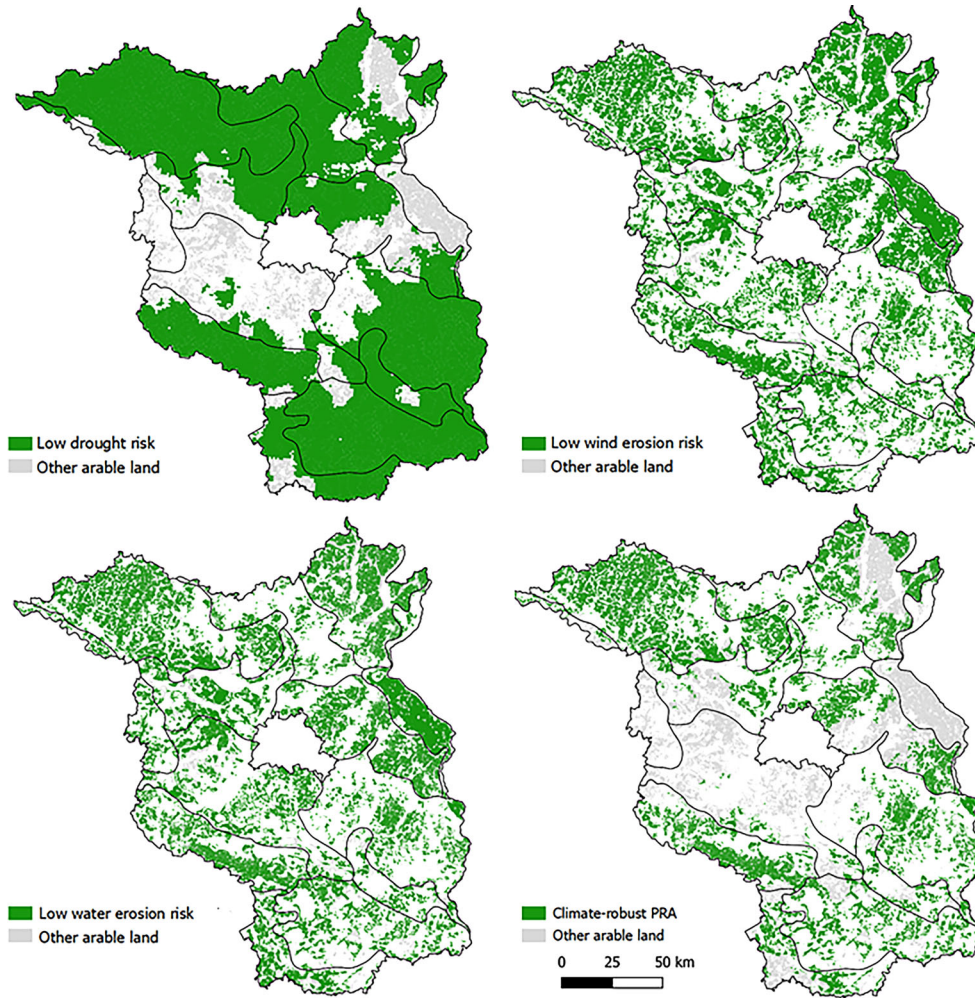 Low drought risk
Other arable land
Low wind erosion risk
Other arable land
Low water erosion risk
Other arable land
Climate-robust PRA
Other arable land
0 25 50 km